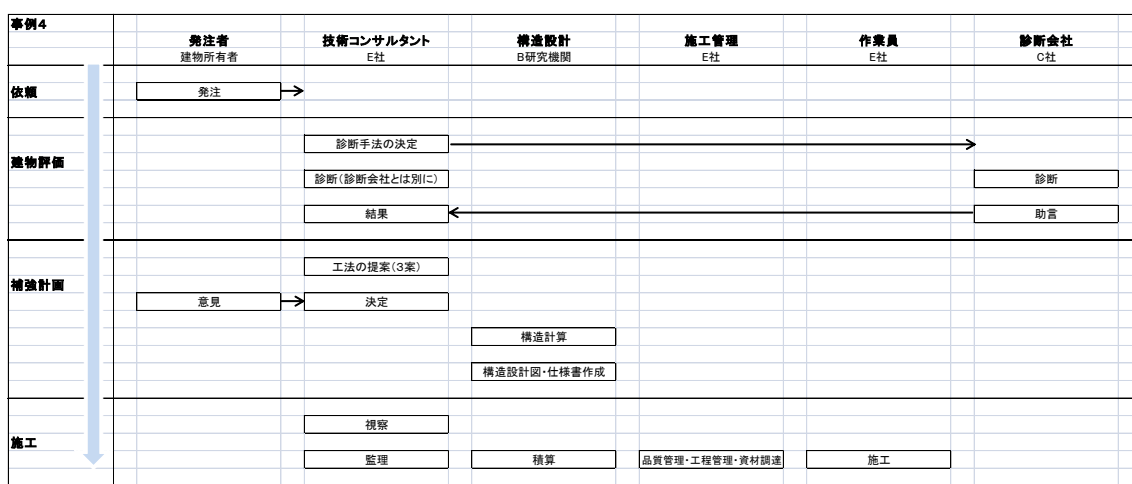 事例4
発注者 技術コンサルタント 構造設計 施工管理 作業員 診断会社
建物所有者 E社 B研究機関 E社 E社 C社
依頼 発注
診断手法の決定
建物評価
診断(診断会社とは別に) 診断
結果 助言
工法の提案(3案)
補強計画
意見 決定
構造計算
構造設計図・仕様書作成
視察
施工
監理 積算 品質管理・工程管理・資材調達 施工